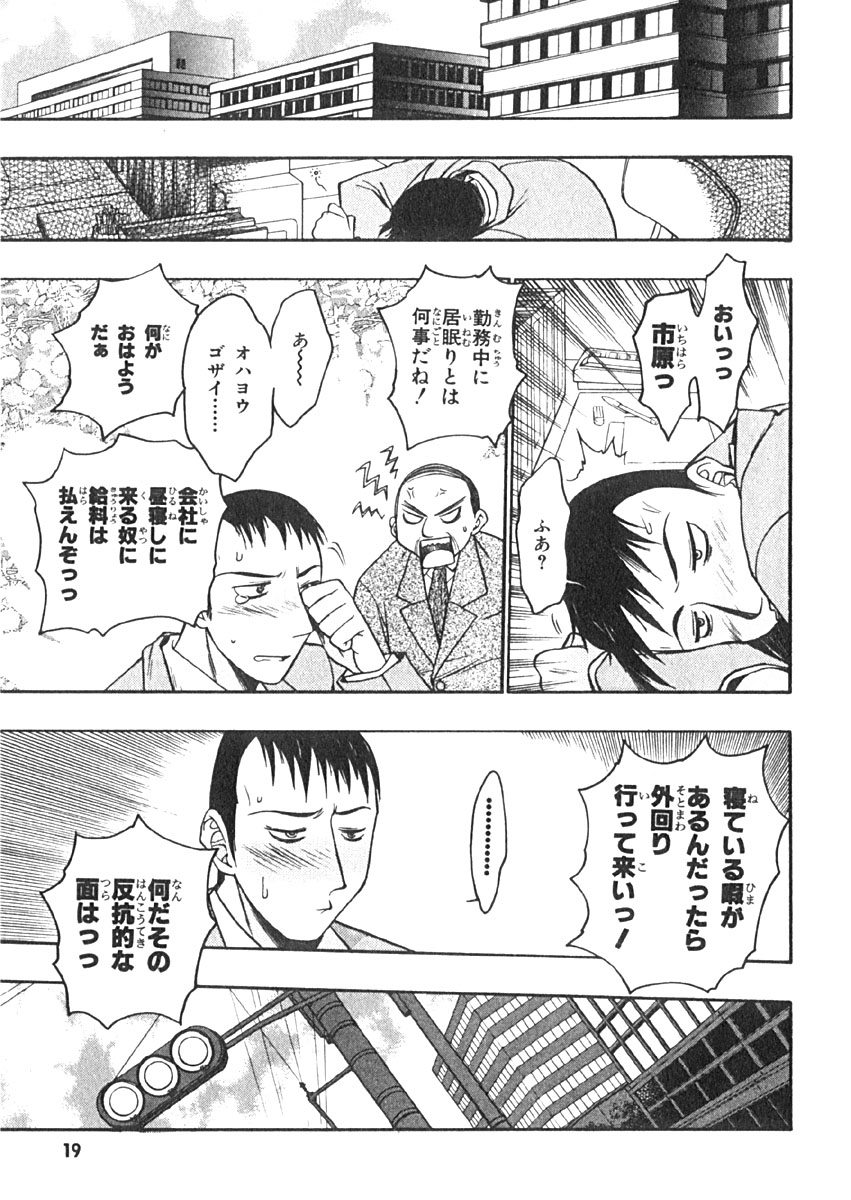 おいっっ
市原っ
ふあ？
勤務中に
居眠りとは
何事だね！
あ～～
オハヨウ
ゴザイ……
何が
おはよう
だぁ
会社に
昼寝しに
来る奴に
給料は
払えんぞっっ
寝ている暇が
あるんだったら
外回り
行って来いっ！
…………
何だその
反抗的な
面はっっ
19